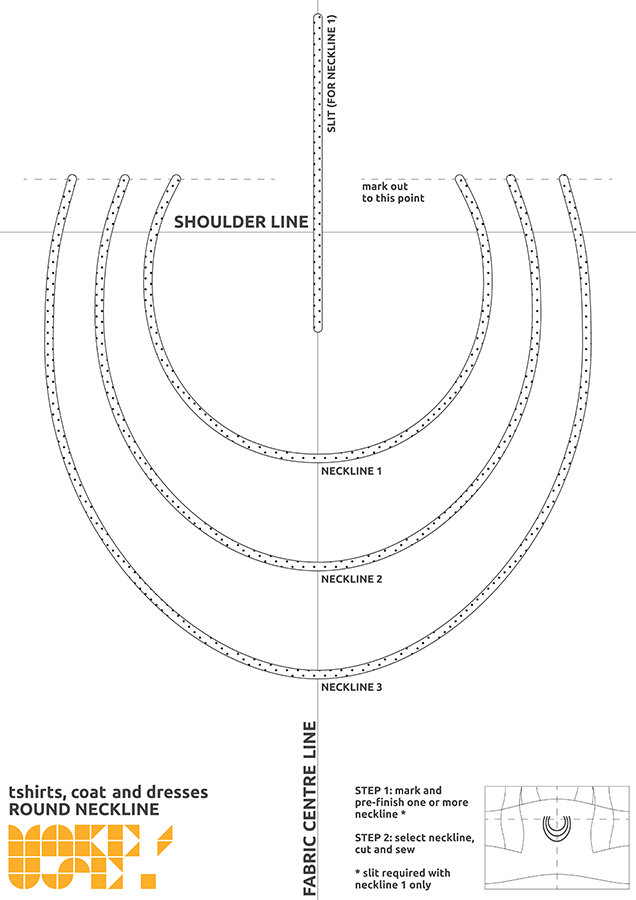 SLIT (FOR NECKLINE 1)
mark out
to this point
SHOULDER LINE
NECKLINE 1
NECKLINE 2
NECKLINE 3
FABRIC CENTRE LINE
tshirts, coat and dresses
ROUND NECKLINE
MAKE /
USE.
STEP 1: mark and
pre-finish one or more
neckline *
STEP 2: select neckline,
cut and sew
* slit required with
neckline 1 only